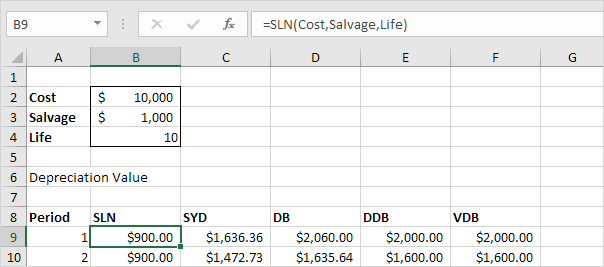 B9 fx =SLN(Cost,Salvage,Life)
A B C D E F G
1
2 Cost $ 10,000
3 Salvage $ 1,000
4 Life 10
5
6 Depreciation Value
7
8 Period SLN SYD DB DDB VDB
9 1 $900.00 $1,636.36 $2,060.00 $2,000.00 $2,000.00
10 2 $900.00 $1,472.73 $1,635.64 $1,600.00 $1,600.00